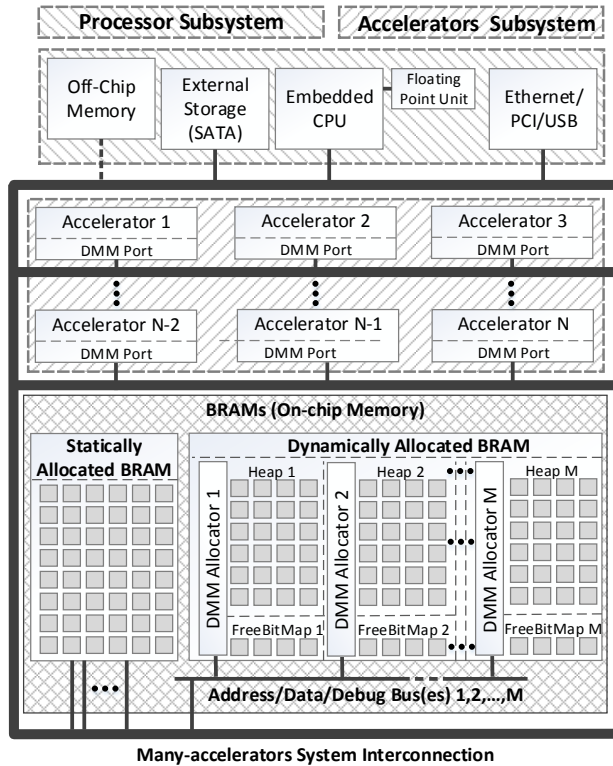 Processor Subsystem
Accelerators Subsystem
Off-Chip
Memory
External
Storage
(SATA)
Embedded
CPU
Floating
Point Unit
Ethernet/
PCI/USB
Accelerator 1
DMM Port
Accelerator 2
DMM Port
Accelerator 3
DMM Port
Accelerator N-2
DMM Port
Accelerator N-1
DMM Port
Accelerator N
DMM Port
BRAMs (On-chip Memory)
Statically
Allocated BRAM
Dynamically Allocated BRAM
DMM Allocator 1
Heap 1
FreeBitMap 1
DMM Allocator 2
Heap 2
FreeBitMap 2
DMM Allocator M
Heap M
FreeBitMap M
Address/Data/Debug Bus(es) 1,2,...,M
Many-accelerators System Interconnection